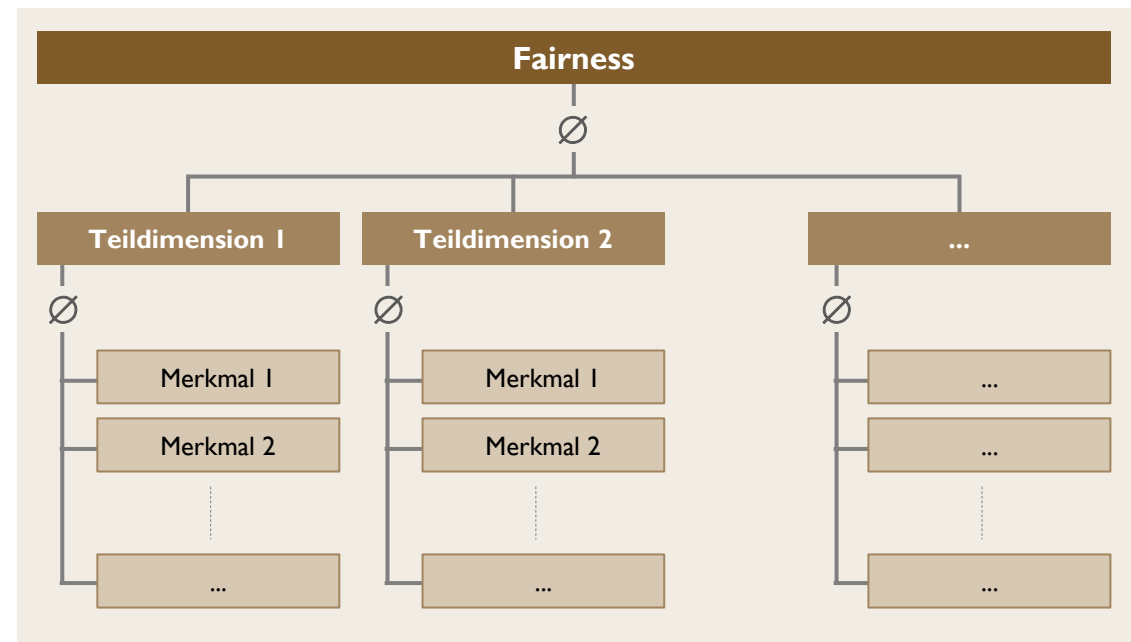 Fairness
Ø
Teildimension 1
Teildimension 2
...
Ø
Ø
Ø
Merkmal 1
Merkmal 1
...
Merkmal 2
Merkmal 2
...
...
...
...